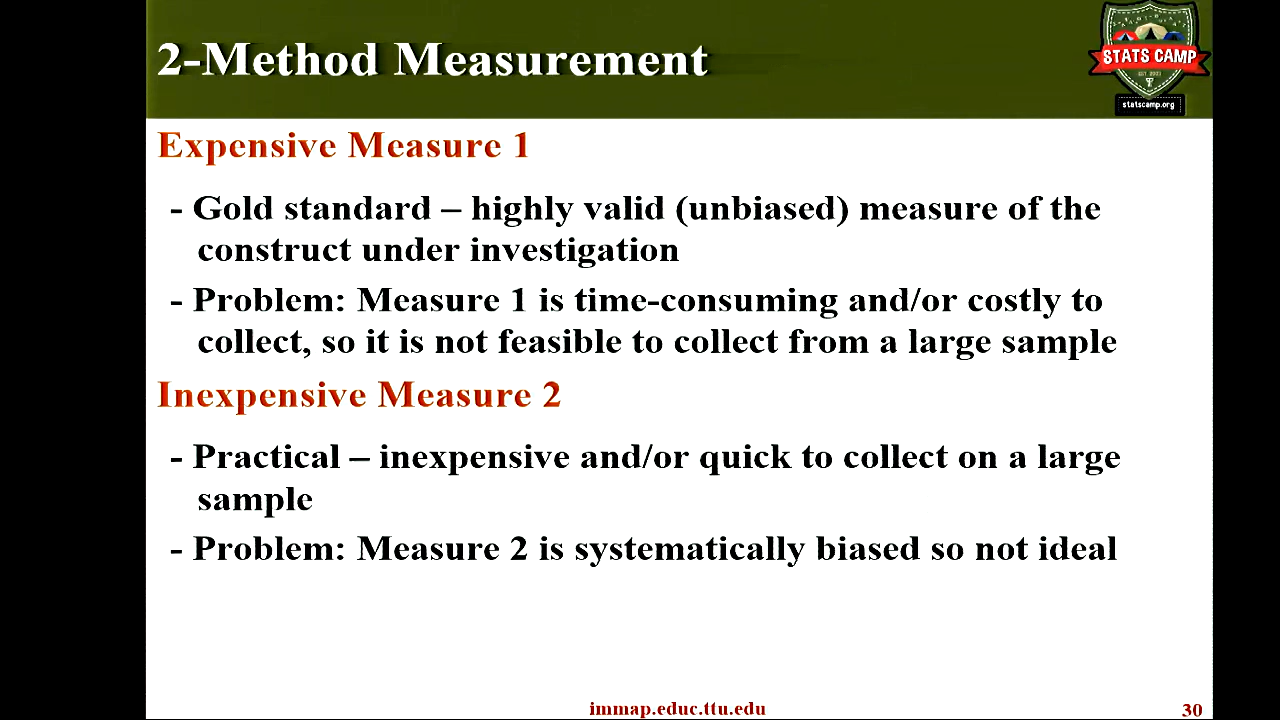 2-Method Measurement
STATS CAMP
EST. 2003
statscamp.org
Expensive Measure 1
- Gold standard – highly valid (unbiased) measure of the
construct under investigation
- Problem: Measure 1 is time-consuming and/or costly to
collect, so it is not feasible to collect from a large sample
Inexpensive Measure 2
- Practical – inexpensive and/or quick to collect on a large
sample
- Problem: Measure 2 is systematically biased so not ideal
immap.educ.ttu.edu
30